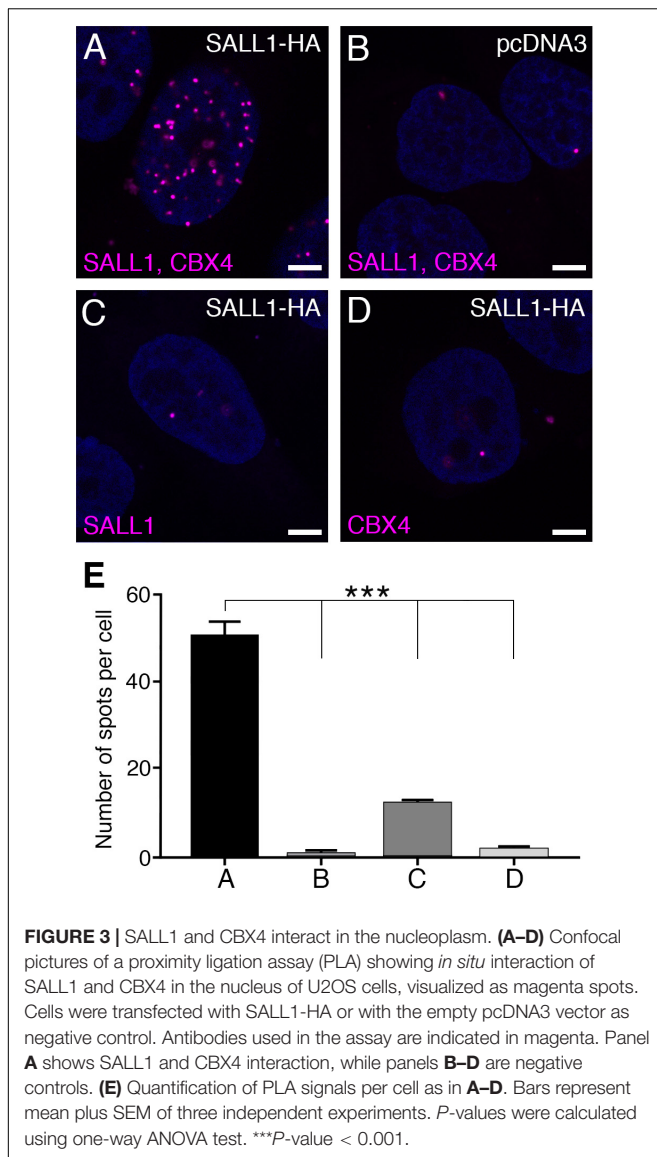 A SALL1-HA
SALL1, CBX4
B pcDNA3
SALL1, CBX4
C SALL1-HA
SALL1
D SALL1-HA
CBX4
E
***
Number of spots per cell
60
40
20
0
A B C D
FIGURE 3 | SALL1 and CBX4 interact in the nucleoplasm. (A–D) Confocal
pictures of a proximity ligation assay (PLA) showing in situ interaction of
SALL1 and CBX4 in the nucleus of U2OS cells, visualized as magenta spots.
Cells were transfected with SALL1-HA or with the empty pcDNA3 vector as
negative control. Antibodies used in the assay are indicated in magenta. Panel
A shows SALL1 and CBX4 interaction, while panels B–D are negative
controls. (E) Quantification of PLA signals per cell as in A–D. Bars represent
mean plus SEM of three independent experiments. P-values were calculated
using one-way ANOVA test. ***P-value < 0.001.